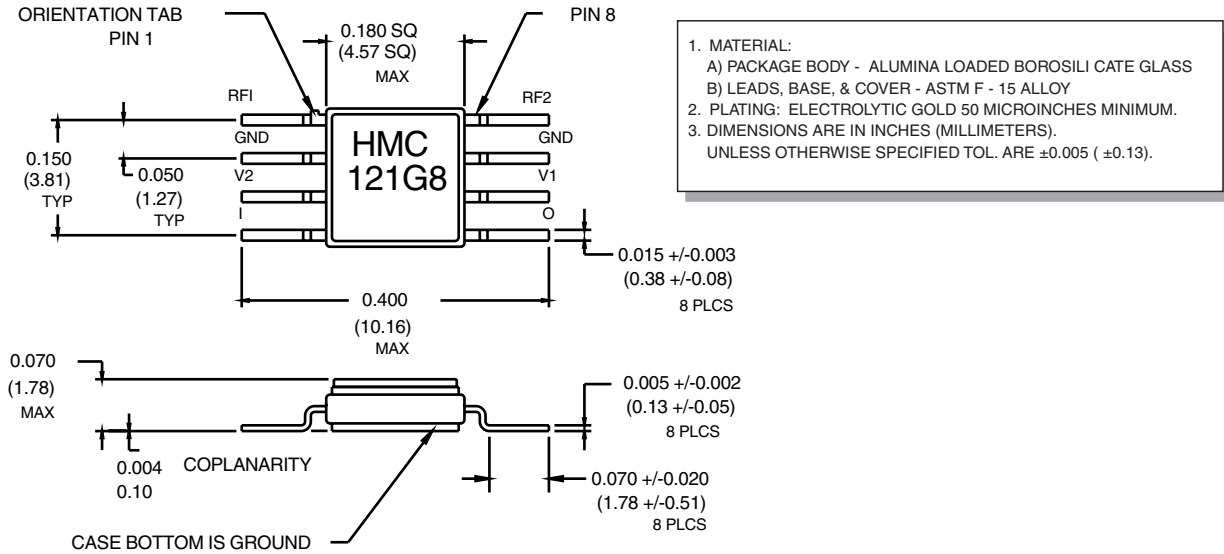 ORIENTATION TAB
PIN 1
0.180 SQ
(4.57 SQ)
MAX
PIN 8
1. MATERIAL:
A) PACKAGE BODY - ALUMINA LOADED BOROSILI CATE GLASS
B) LEADS, BASE, & COVER - ASTM F - 15 ALLOY
2. PLATING: ELECTROLYTIC GOLD 50 MICROINCHES MINIMUM.
3. DIMENSIONS ARE IN INCHES (MILLIMETERS).
UNLESS OTHERWISE SPECIFIED TOL. ARE ±0.005 ( ±0.13).
RF1
RF2
GND
GND
HMC
121G8
0.150
(3.81)
TYP
0.050
(1.27)
TYP
V2
V1
I
O
0.015 +/-0.003
(0.38 +/-0.08)
8 PLCS
0.400
(10.16)
MAX
0.070
(1.78)
MAX
0.005 +/-0.002
(0.13 +/-0.05)
8 PLCS
0.004
0.10
COPLANARITY
0.070 +/-0.020
(1.78 +/-0.51)
8 PLCS
CASE BOTTOM IS GROUND